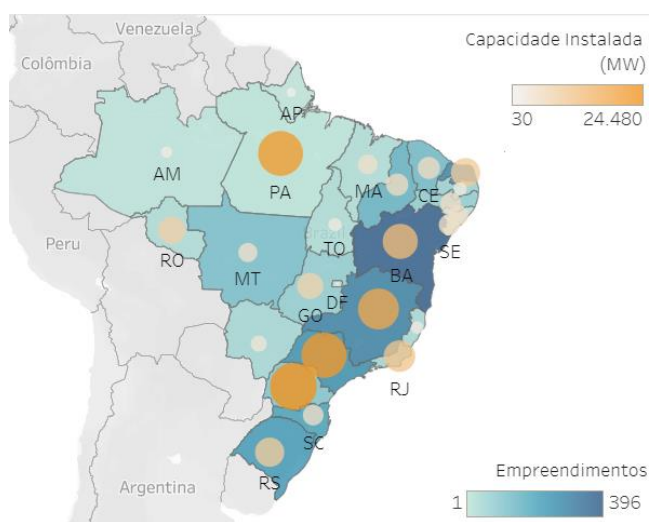 Venezuela
Colômbia
Capacidade Instalada
(MW)
30 24.480
AP
AM
PA
MA
CE
Peru
RO
MT
TO
BA
SE
DF
GO
RJ
SC
RS
Argentina
Empreendimentos
1 396